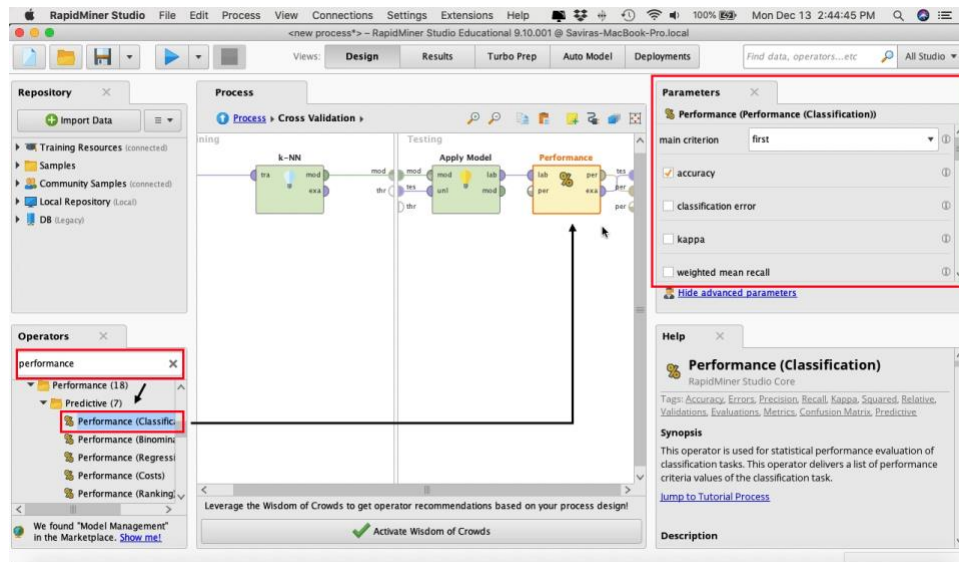 RapidMiner Studio File Edit Process View Connections Settings Extensions Help 100% Mon Dec 13 2:44:45 PM
<new process*> – RapidMiner Studio Educational 9.10.001 @ Saviras-MacBook-Pro.local
Views: Design Results Turbo Prep Auto Model Deployments Find data, operators...etc All Studio
Repository
Import Data
Training Resources (connected)
Samples
Community Samples (connected)
Local Repository (Local)
DB (Legacy)
Operators
performance
Performance (18)
Predictive (7)
Performance (Classific
Performance (Binomina
Performance (Regressi
Performance (Costs)
Performance (Ranking)
We found "Model Management"
in the Marketplace. Show me!
Process
Process Cross Validation
ning
Testing
k-NN
tra mod
exa
mod
thr
Apply Model
mod
tes
thr
mod lab
unl mod
Performance
lab per
per exa
tes
per
per
Leverage the Wisdom of Crowds to get operator recommendations based on your process design!
Activate Wisdom of Crowds
Parameters
Performance (Performance (Classification))
main criterion first
accuracy
classification error
kappa
weighted mean recall
Hide advanced parameters
Help
Performance (Classification)
RapidMiner Studio Core
Tags: Accuracy, Errors, Precision, Recall, Kappa, Squared, Relative,
Validations, Evaluations, Metrics, Confusion Matrix, Predictive
Synopsis
This operator is used for statistical performance evaluation of
classification tasks. This operator delivers a list of performance
criteria values of the classification task.
Jump to Tutorial Process
Description